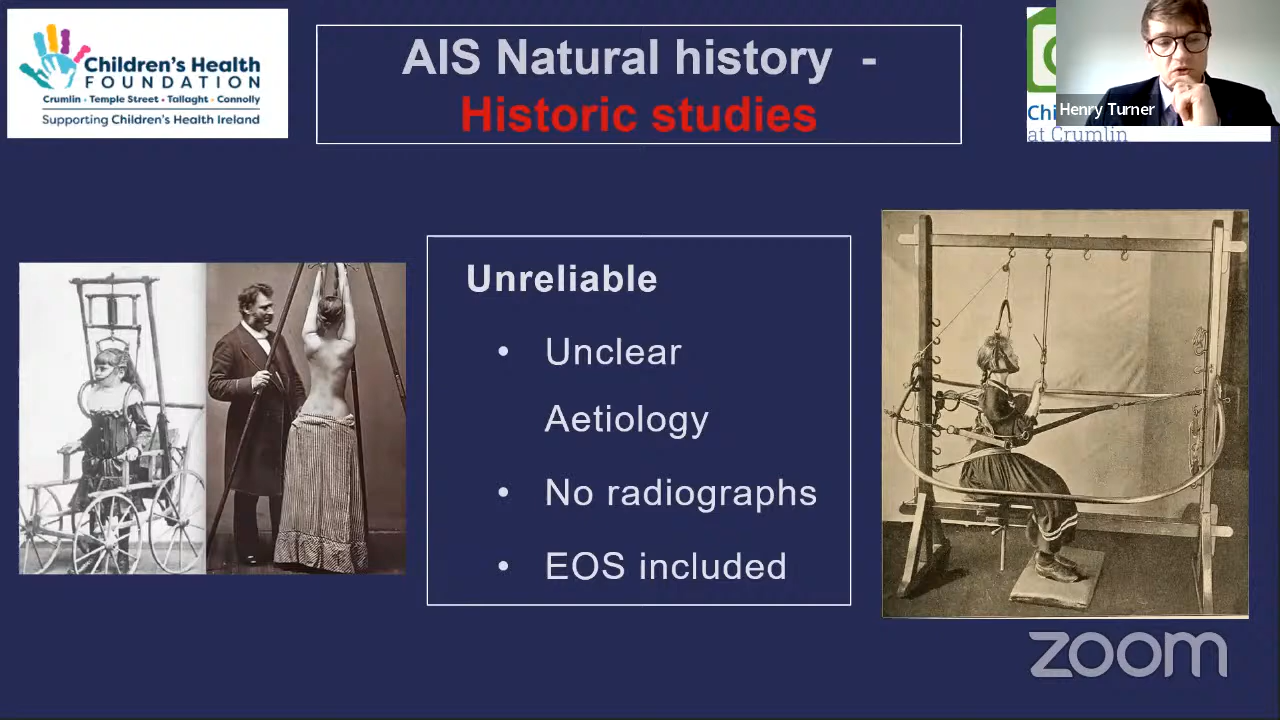 Children's Health
FOUNDATION
Crumlin • Temple Street • Tallaght • Connolly
Supporting Children's Health Ireland
AIS Natural history -
Historic studies
Chi
at Crumlin
Henry Turner
Unreliable
• Unclear
Aetiology
• No radiographs
• EOS included
zoom